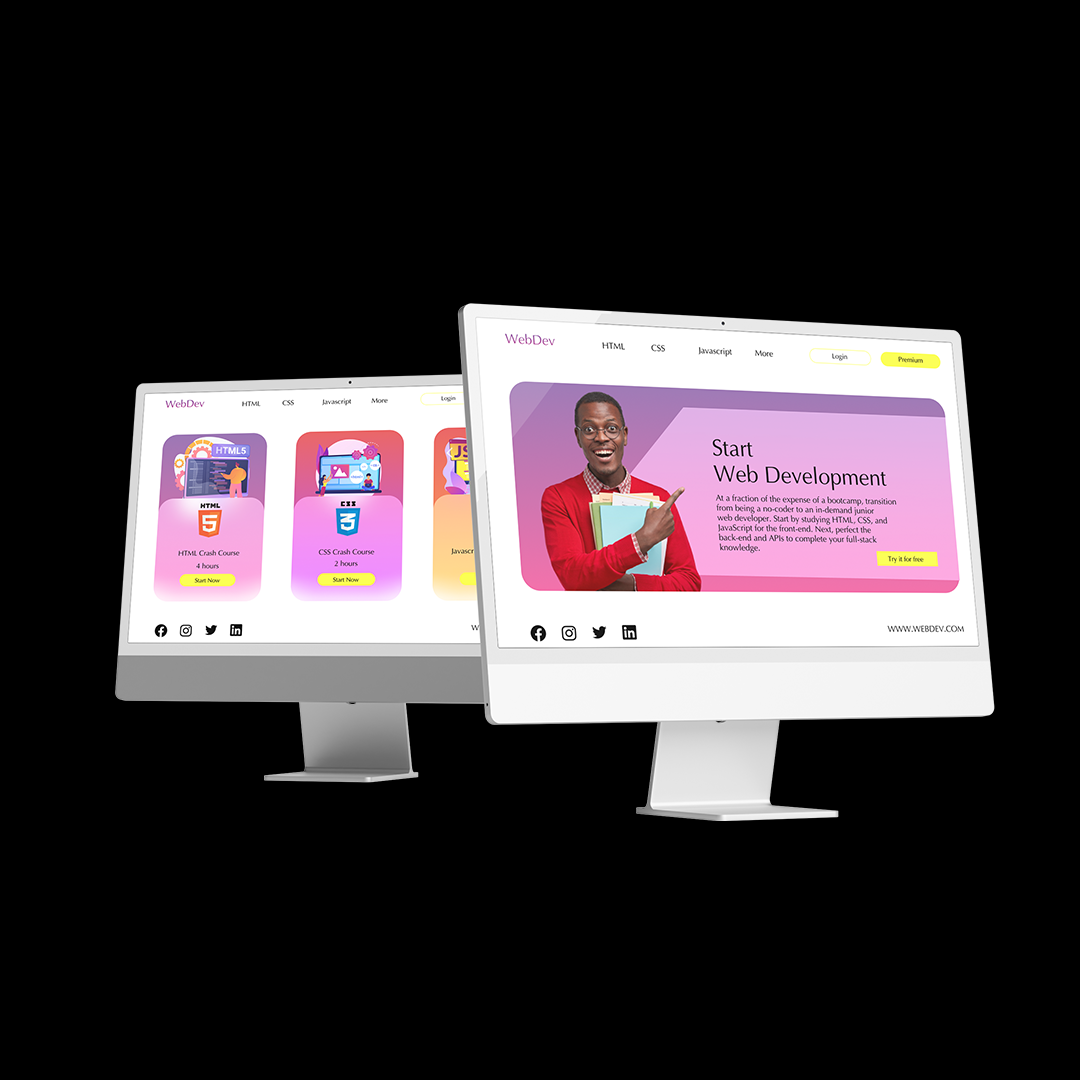 WebDev
HTML
CSS
Javascript
More
Login
HTML5
JS
HTML
5
HTML Crash Course
4 hours
Start Now
CSS
3
CSS Crash Course
2 hours
Start Now
WebDev
HTML
CSS
Javascript
More
Login
Premium
Start
Web Development
At a fraction of the expense of a bootcamp, transition
from being a no-coder to an in-demand junior
web developer. Start by studying HTML, CSS, and
JavaScript for the front-end. Next, perfect the
back-end and APIs to complete your full-stack
knowledge.
Try it for free
WWW.WEBDEV.COM